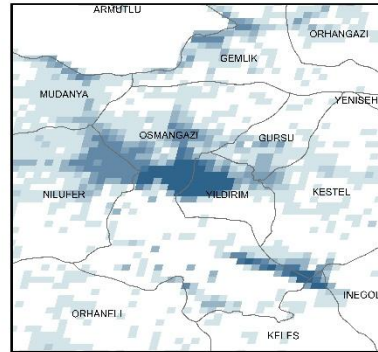 ARMUTLU
ORHANGAZI
GEMLIK
MUDANYA
YENISEH
OSMANGAZI
GURSU
NILUFER
YILDIRIM
KESTEL
INEGOL
ORHANELI
KELES